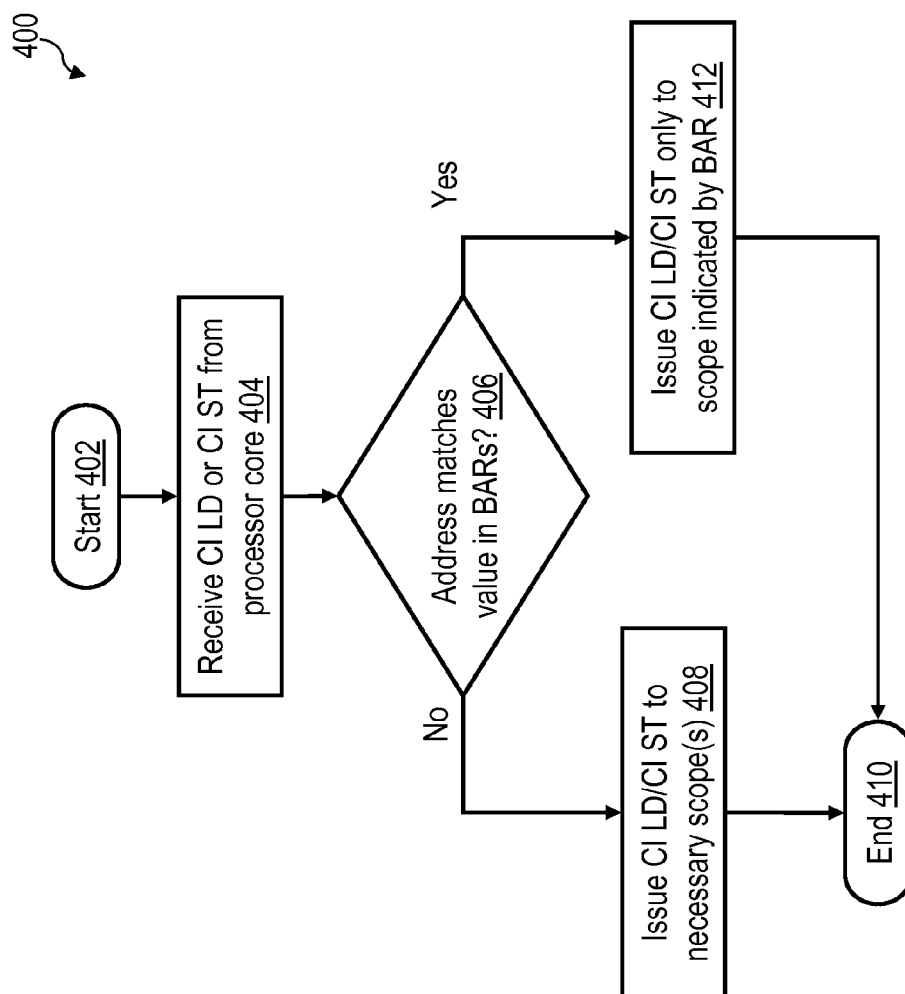 400
Start 402
Receive CI LD or CI ST from
processor core 404
Address matches
value in BARs? 406
No
Yes
Issue CI LD/CI ST to
necessary scope(s) 408
Issue CI LD/CI ST only to
scope indicated by BAR 412
End 410